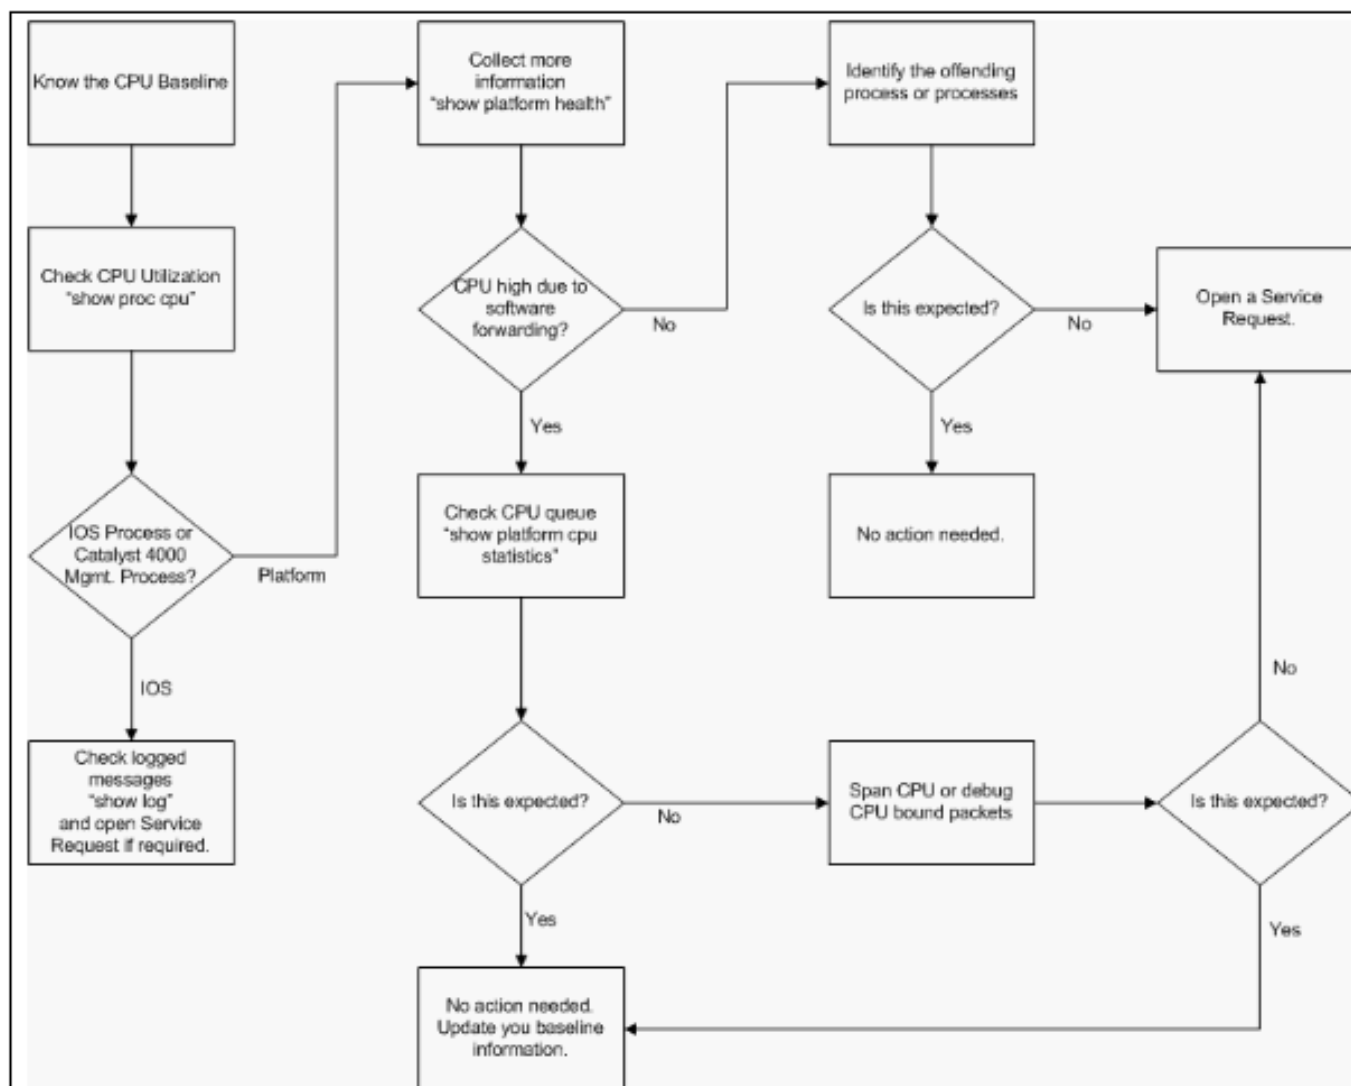 Know the CPU Baseline
Check CPU Utilization
"show proc cpu"
IOS Process or
Catalyst 4000
Mgmt. Process?
Platform
IOS
Check logged
messages
"show log"
and open Service
Request if required.
Collect more
information
"show platform health"
CPU high due to
software
forwarding?
No
Yes
Check CPU queue
"show platform cpu
statistics"
Is this expected?
No
Yes
No action needed.
Update you baseline
information.
Identify the offending
process or processes
Is this expected?
No
Yes
No action needed.
Span CPU or debug
CPU bound packets
Open a Service
Request.
No
Is this expected?
Yes